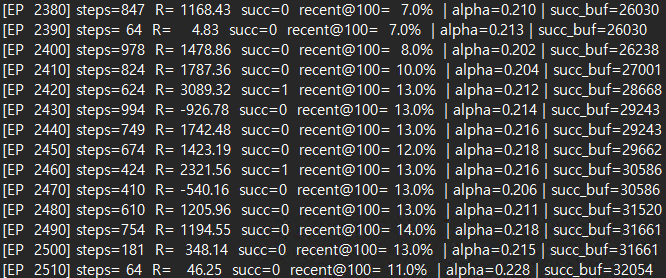 [EP 2380] steps=847 R= 1168.43 succ=0 recent@100= 7.0% | alpha=0.210 | succ_buf=26030
[EP 2390] steps= 64 R= 4.83 succ=0 recent@100= 7.0% | alpha=0.213 | succ_buf=26030
[EP 2400] steps=978 R= 1478.86 succ=0 recent@100= 8.0% | alpha=0.202 | succ_buf=26238
[EP 2410] steps=824 R= 1787.36 succ=0 recent@100= 10.0% | alpha=0.204 | succ_buf=27001
[EP 2420] steps=624 R= 3089.32 succ=1 recent@100= 13.0% | alpha=0.212 | succ_buf=28668
[EP 2430] steps=994 R= -926.78 succ=0 recent@100= 13.0% | alpha=0.214 | succ_buf=29243
[EP 2440] steps=749 R= 1742.48 succ=0 recent@100= 13.0% | alpha=0.216 | succ_buf=29243
[EP 2450] steps=674 R= 1423.19 succ=0 recent@100= 12.0% | alpha=0.218 | succ_buf=29662
[EP 2460] steps=424 R= 2321.56 succ=1 recent@100= 13.0% | alpha=0.216 | succ_buf=30586
[EP 2470] steps=410 R= -540.16 succ=0 recent@100= 13.0% | alpha=0.206 | succ_buf=30586
[EP 2480] steps=610 R= 1205.96 succ=0 recent@100= 13.0% | alpha=0.211 | succ_buf=31520
[EP 2490] steps=754 R= 1194.55 succ=0 recent@100= 14.0% | alpha=0.218 | succ_buf=31661
[EP 2500] steps=181 R= 348.14 succ=0 recent@100= 13.0% | alpha=0.215 | succ_buf=31661
[EP 2510] steps= 64 R= 46.25 succ=0 recent@100= 11.0% | alpha=0.228 | succ_buf=32054